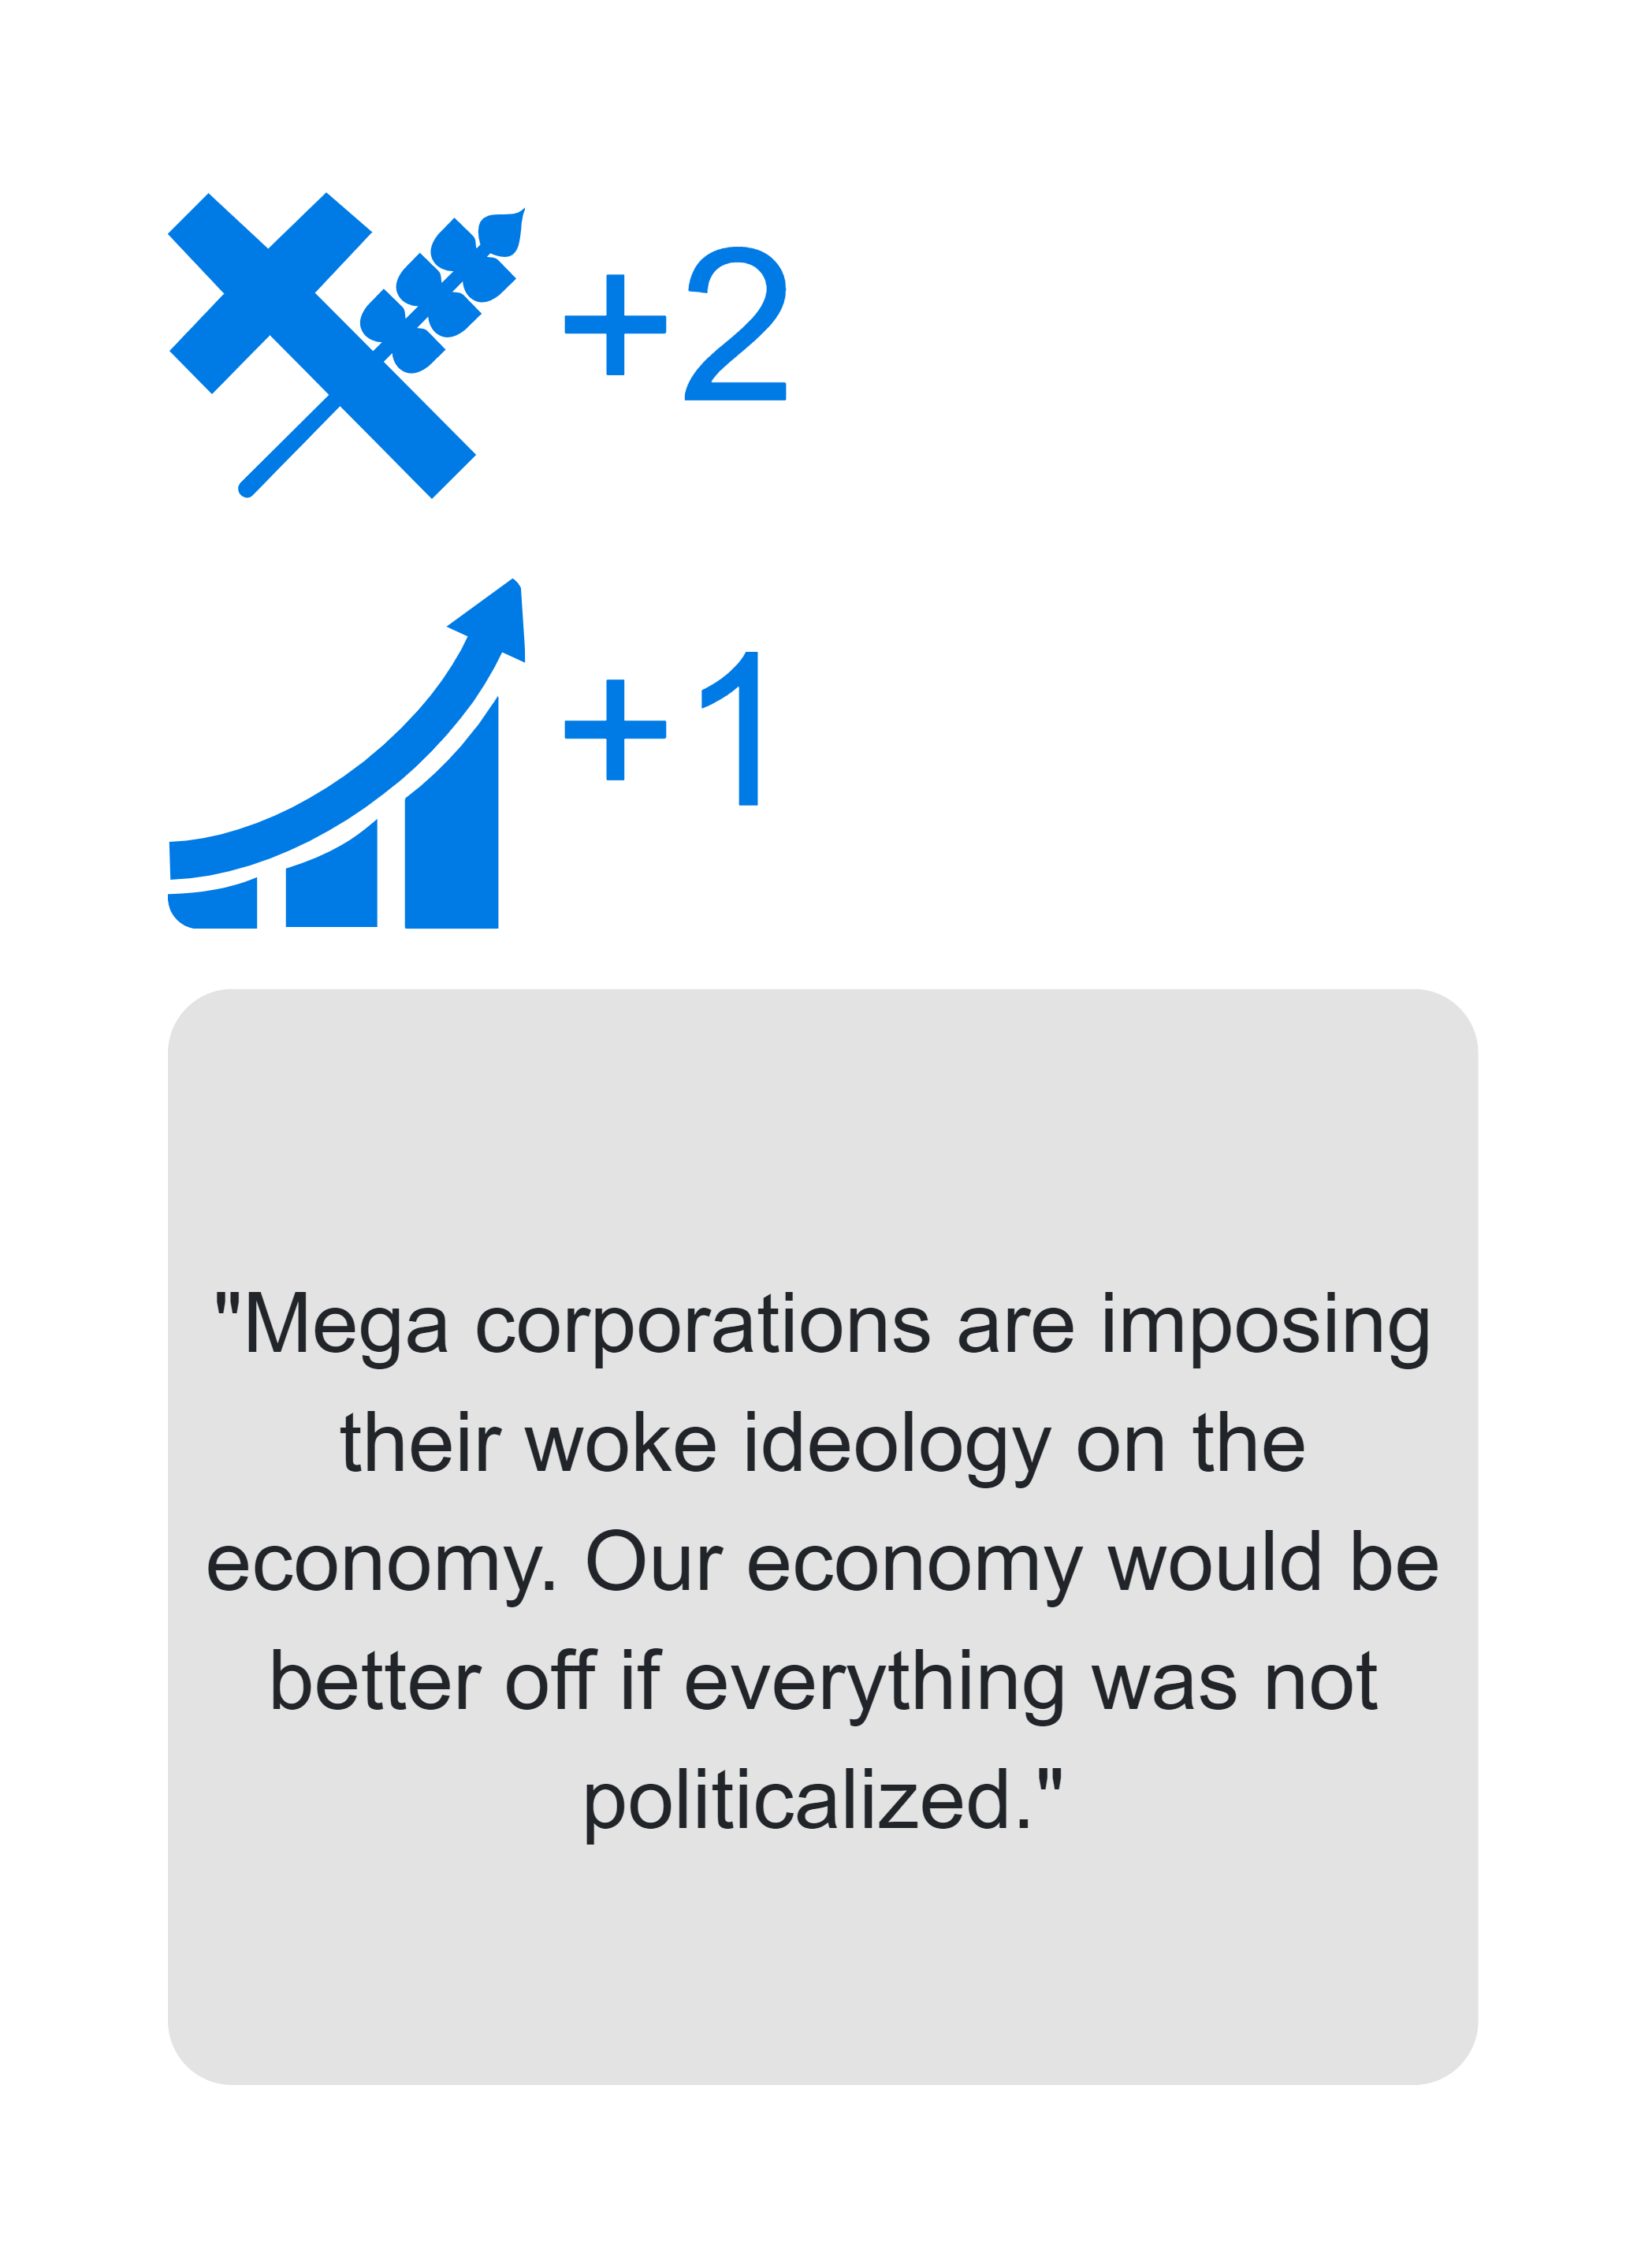 +2
+1
"Mega corporations are imposing
their woke ideology on the
economy. Our economy would be
better off if everything was not
politicalized."